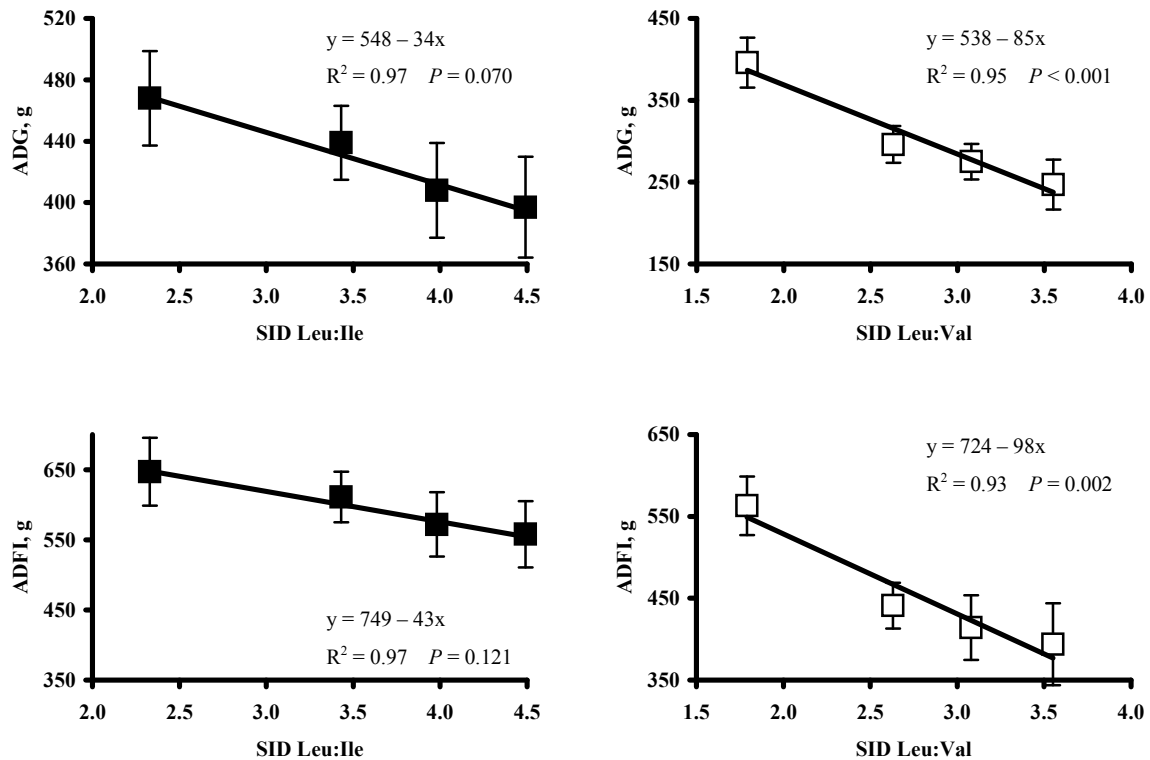 520
480
440
400
360
ADG, g
y = 548 – 34x
R² = 0.97 P = 0.070
2.0 2.5 3.0 3.5 4.0 4.5
SID Leu:Ile
450
350
250
150
ADG, g
y = 538 – 85x
R² = 0.95 P < 0.001
1.5 2.0 2.5 3.0 3.5 4.0
SID Leu:Val
650
550
450
350
ADFI, g
y = 749 – 43x
R² = 0.97 P = 0.121
2.0 2.5 3.0 3.5 4.0 4.5
SID Leu:Ile
650
550
450
350
ADFI, g
y = 724 – 98x
R² = 0.93 P = 0.002
1.5 2.0 2.5 3.0 3.5 4.0
SID Leu:Val